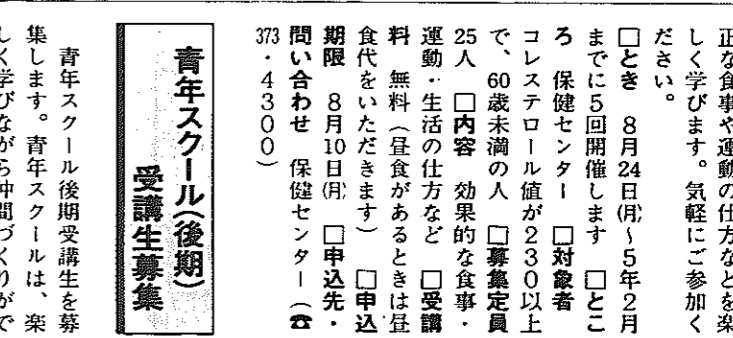 正な食事や運動の仕方などを楽
しく学びます。気軽にご参加く
ださい。
□とき　8月24日㈪〜5年2月
までに5回開催します　□とこ
ろ　保健センター　□対象者
コレステロール値が230以上
で、60歳未満の人　□募集定員
25人　□内容　効果的な食事・
運動・生活の仕方など　□受講
料　無料（昼食があるときは昼
食代をいただきます）　□申込
期限　8月10日㈪　□申込先・
問い合わせ　保健センター（☎
373・4300）
青年スクール（後期）
受講生募集
青年スクール後期受講生を募
集します。青年スクールは、楽
しく学びながら仲間づくりがで